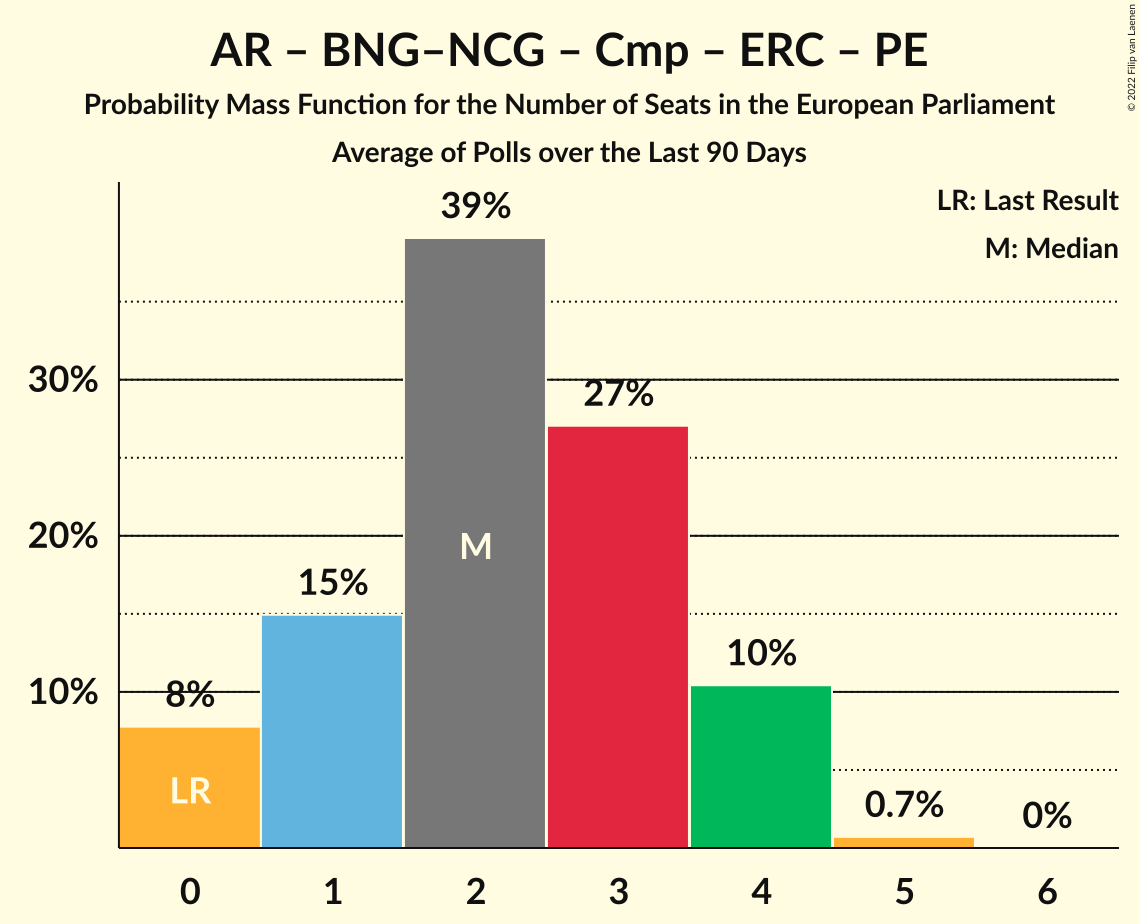 AR – BNG–NCG – Cmp – ERC – PE
Probability Mass Function for the Number of Seats in the European Parliament
Average of Polls over the Last 90 Days
© 2022 Filip van Laenen
LR: Last Result
M: Median
39%
30%
27%
20%
M
15%
10%
10%
8%
LR
0.7%
0%
0 1 2 3 4 5 6